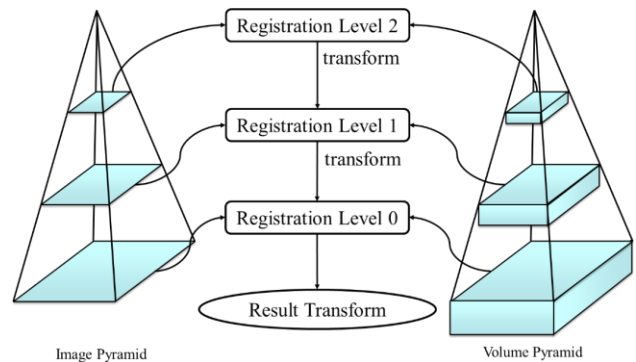 Registration Level 2
transform
Registration Level 1
transform
Registration Level 0
Result Transform
Image Pyramid
Volume Pyramid